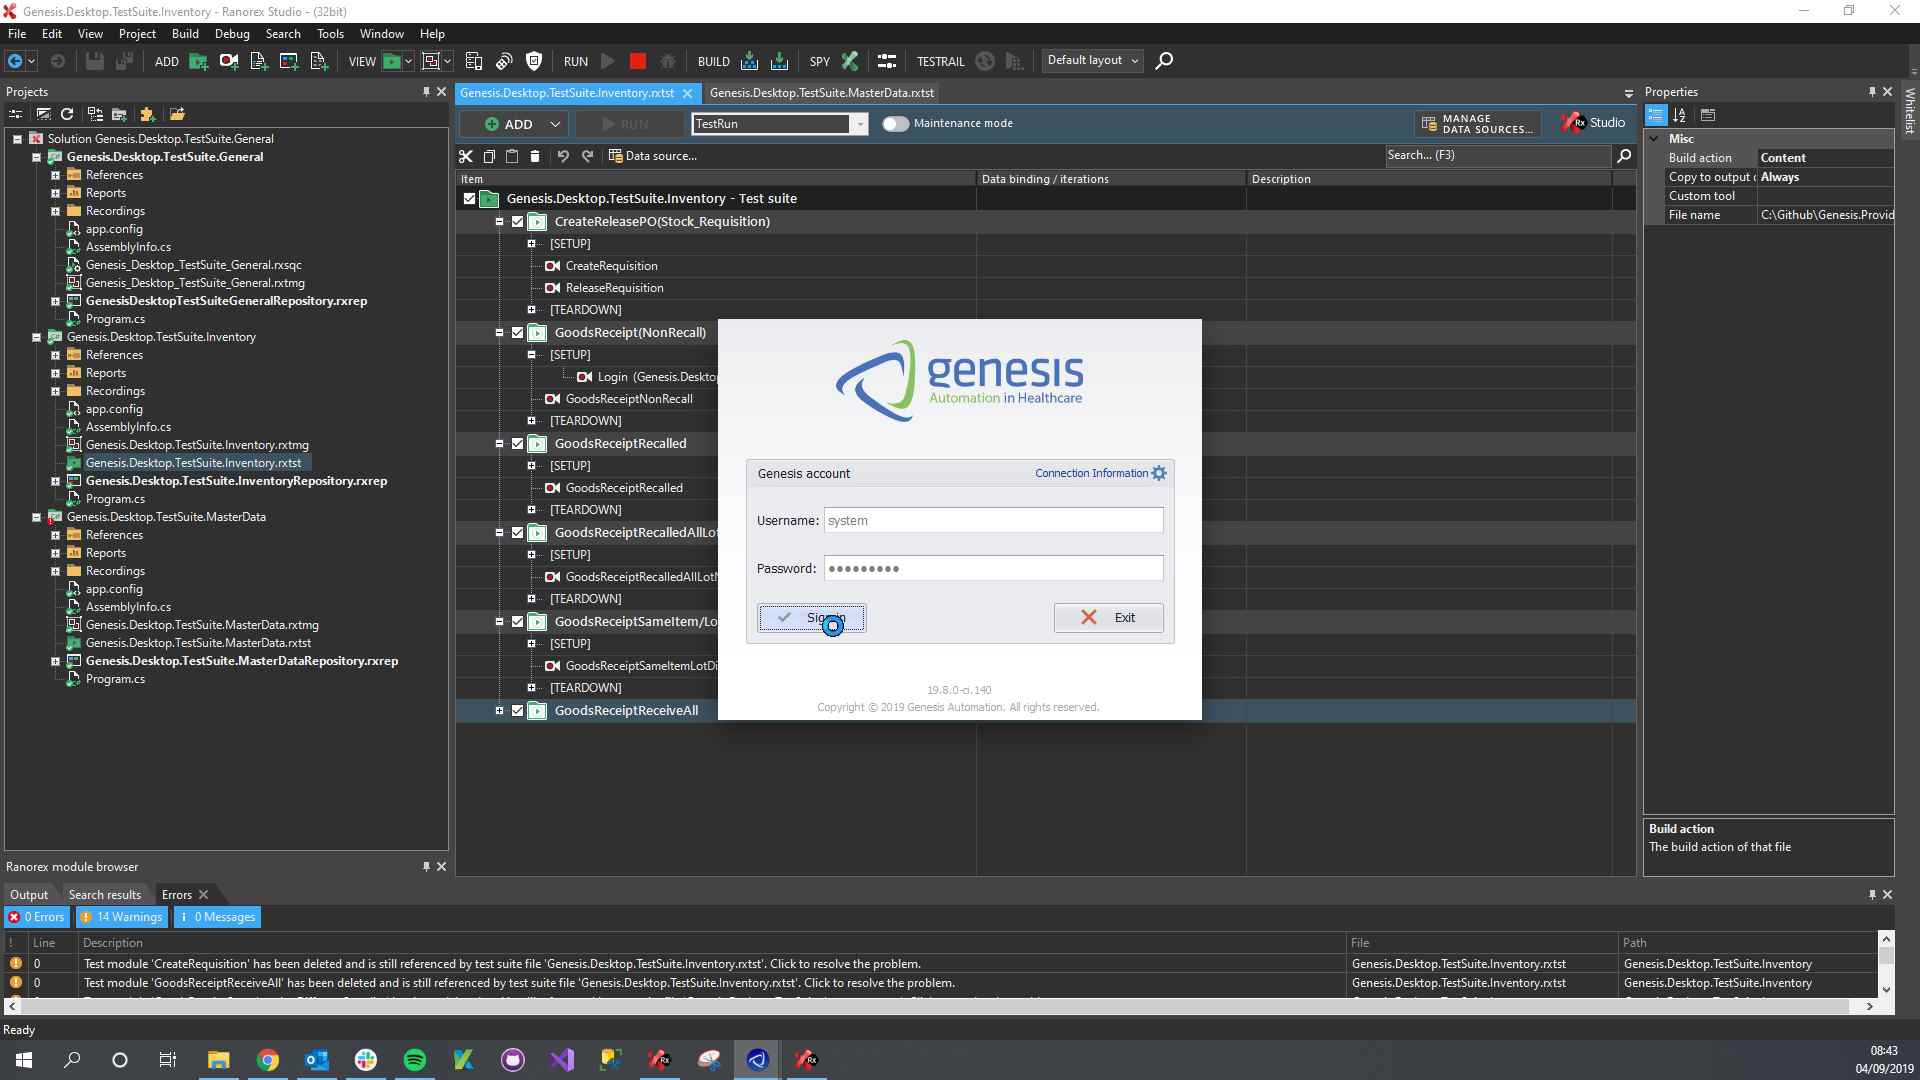 Genesis.Desktop.TestSuite.Inventory - Ranorex Studio - (32bit)
File Edit View Project Build Debug Search Tools Window Help
ADD VIEW RUN BUILD SPY TESTRAIL Default layout
Projects
Solution Genesis.Desktop.TestSuite.General
Genesis.Desktop.TestSuite.General
References
Reports
Recordings
app.config
AssemblyInfo.cs
Genesis_Desktop_TestSuite_General.rxsqc
Genesis_Desktop_TestSuite_General.rxtmg
GenesisDesktopTestSuiteGeneralRepository.rxrep
Program.cs
Genesis.Desktop.TestSuite.Inventory
References
Reports
Recordings
app.config
AssemblyInfo.cs
Genesis.Desktop.TestSuite.Inventory.rxtmg
Genesis.Desktop.TestSuite.Inventory.rxtst
Genesis.Desktop.TestSuite.InventoryRepository.rxrep
Program.cs
Genesis.Desktop.TestSuite.MasterData
References
Reports
Recordings
app.config
AssemblyInfo.cs
Genesis.Desktop.TestSuite.MasterData.rxtmg
Genesis.Desktop.TestSuite.MasterData.rxtst
Genesis.Desktop.TestSuite.MasterDataRepository.rxrep
Program.cs
Ranorex module browser
Genesis.Desktop.TestSuite.Inventory.rxtst Genesis.Desktop.TestSuite.MasterData.rxtst
ADD RUN TestRun Maintenance mode MANAGE DATA SOURCES... Rx Studio
Data source... Search... (F3)
Item Data binding / iterations Description
Genesis.Desktop.TestSuite.Inventory - Test suite
CreateReleasePO(Stock_Requisition)
[SETUP]
CreateRequisition
ReleaseRequisition
[TEARDOWN]
GoodsReceipt(NonRecall)
[SETUP]
Login (Genesis.Desktop
GoodsReceiptNonRecall
[TEARDOWN]
GoodsReceiptRecalled
[SETUP]
GoodsReceiptRecalled
[TEARDOWN]
GoodsReceiptRecalledAllLot
[SETUP]
GoodsReceiptRecalledAllLot
[TEARDOWN]
GoodsReceiptSameItem/Lo
[SETUP]
GoodsReceiptSameItemLotDi
[TEARDOWN]
GoodsReceiptReceiveAll
genesis
Automation in Healthcare
Genesis account Connection Information
Username: system
Password: •••••••••
Sign in Exit
19.8.0-ci.140
Copyright © 2019 Genesis Automation. All rights reserved.
Properties
Whitelist
Misc
Build action Content
Copy to output c Always
Custom tool
File name C:\Github\Genesis.Provid
Build action
The build action of that file
Output Search results Errors
0 Errors 14 Warnings 0 Messages
! Line Description File Path
0 Test module 'CreateRequisition' has been deleted and is still referenced by test suite file 'Genesis.Desktop.TestSuite.Inventory.rxtst'. Click to resolve the problem. Genesis.Desktop.TestSuite.Inventory.rxtst Genesis.Desktop.TestSuite.Inventory
0 Test module 'GoodsReceiptReceiveAll' has been deleted and is still referenced by test suite file 'Genesis.Desktop.TestSuite.Inventory.rxtst'. Click to resolve the problem. Genesis.Desktop.TestSuite.Inventory.rxtst Genesis.Desktop.TestSuite.Inventory
Ready
08:43
04/09/2019